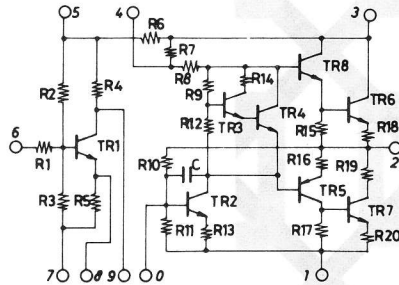 5 4 3
R6
R7
R2 R4 R8 R9 R14 TR8
TR4 TR6
R12 TR3 R15 R18
6
R1 TR1 R10 C R16 R19 2
TR5
R3 R5 TR2 TR7
R11 R13 R17 R20
7 8 9 0 1